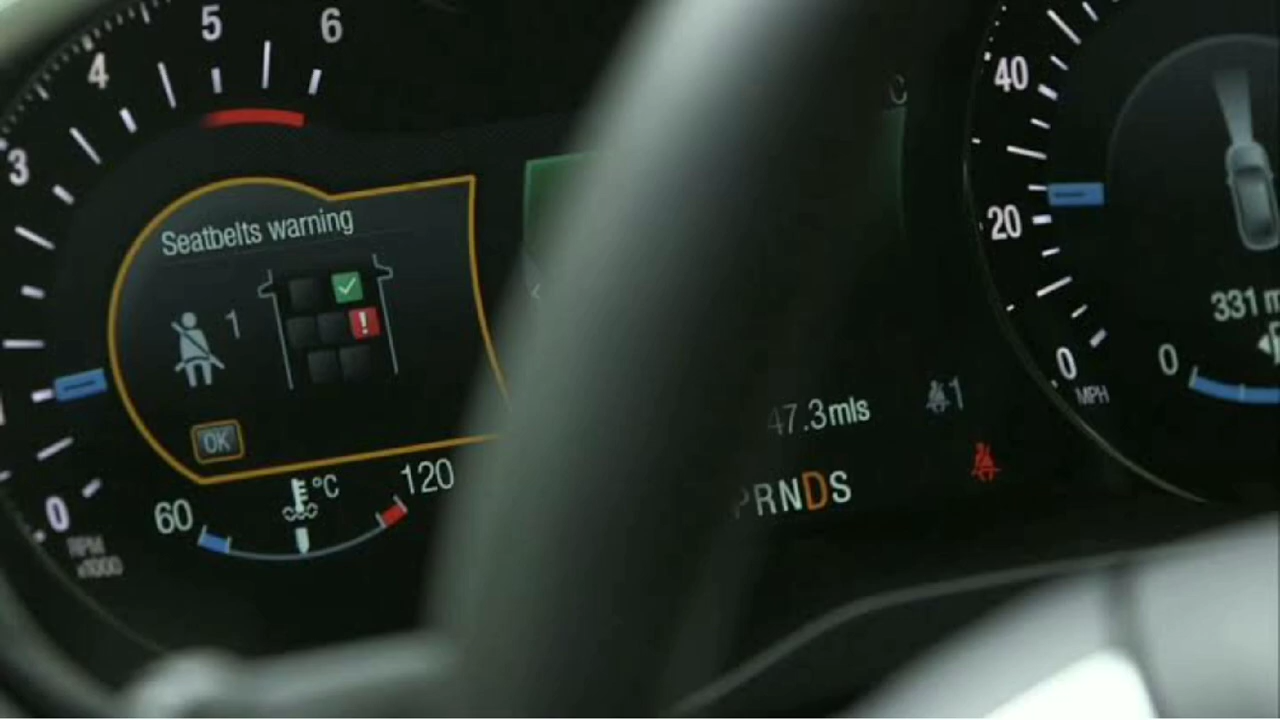 3
4
5
6
0
RPM
x1000
Seatbelts warning
1
!
OK
60
°C
120
C
47.3mls
1
PRNDS
40
20
0
MPH
331 m
0